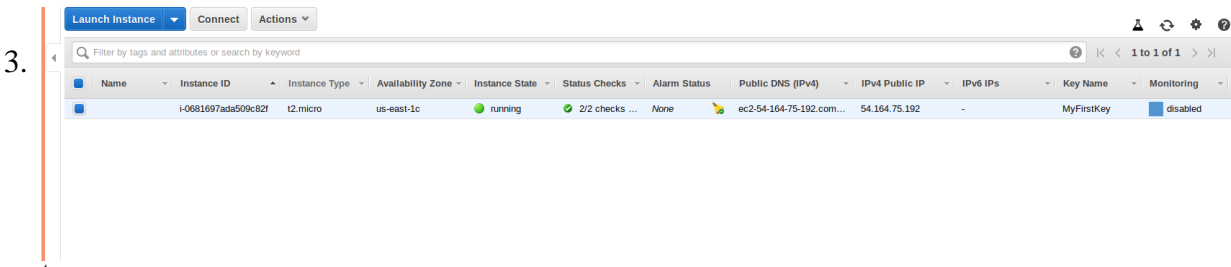 Launch Instance Connect Actions
3.
Filter by tags and attributes or search by keyword 1 to 1 of 1
Name Instance ID Instance Type Availability Zone Instance State Status Checks Alarm Status Public DNS (IPv4) IPv4 Public IP IPv6 IPs Key Name Monitoring
i-0681697ada509c82f t2.micro us-east-1c running 2/2 checks ... None ec2-54-164-75-192.com... 54.164.75.192 - MyFirstKey disabled